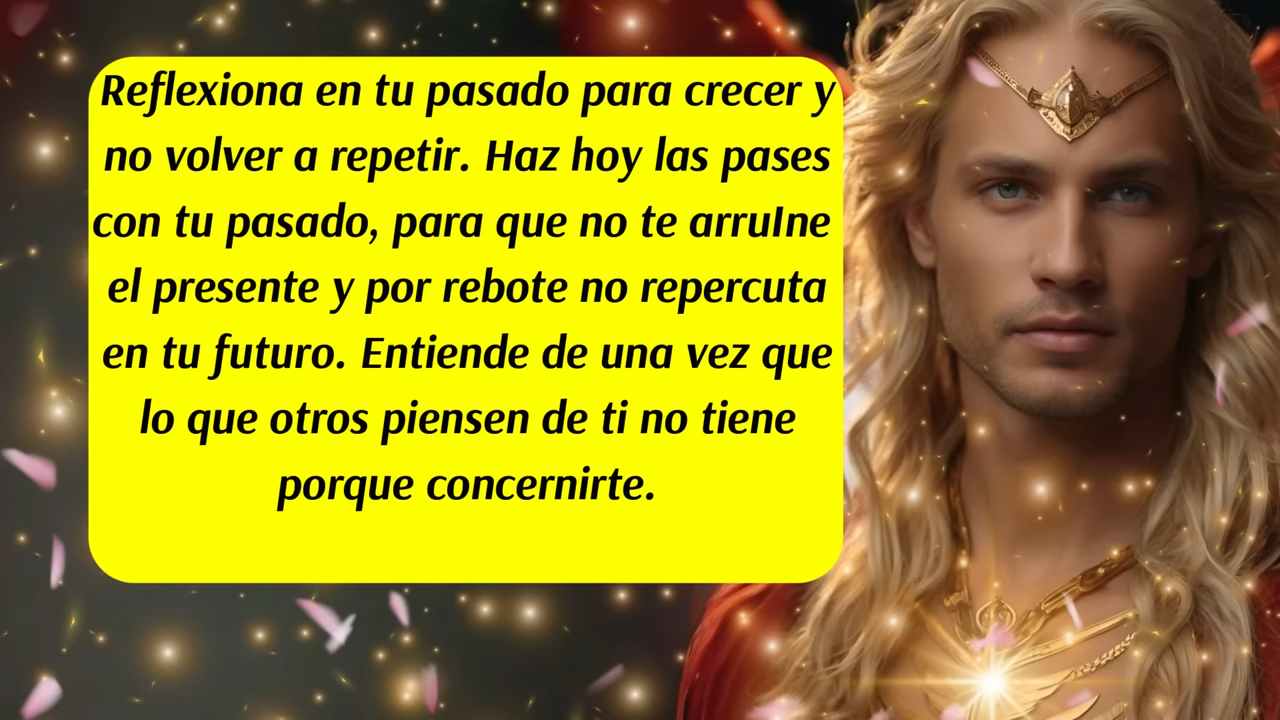 Reflexiona en tu pasado para crecer y
no volver a repetir. Haz hoy las pases
con tu pasado, para que no te arruIne
el presente y por rebote no repercuta
en tu futuro. Entiende de una vez que
lo que otros piensen de ti no tiene
porque concernirte.